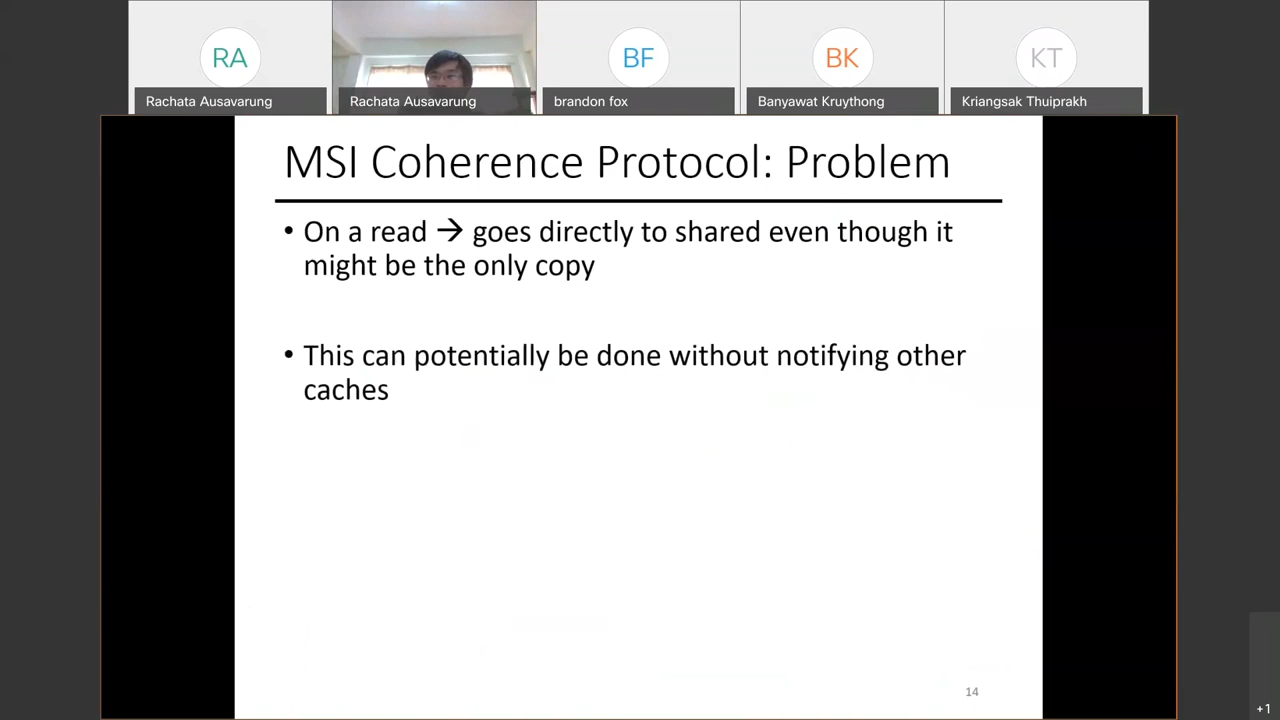 RA
BF
BK
KT
Rachata Ausavarung
Rachata Ausavarung
brandon fox
Banyawat Kruythong
Kriangsak Thuiprakh
MSI Coherence Protocol: Problem
• On a read → goes directly to shared even though it
might be the only copy
• This can potentially be done without notifying other
caches
14
+1